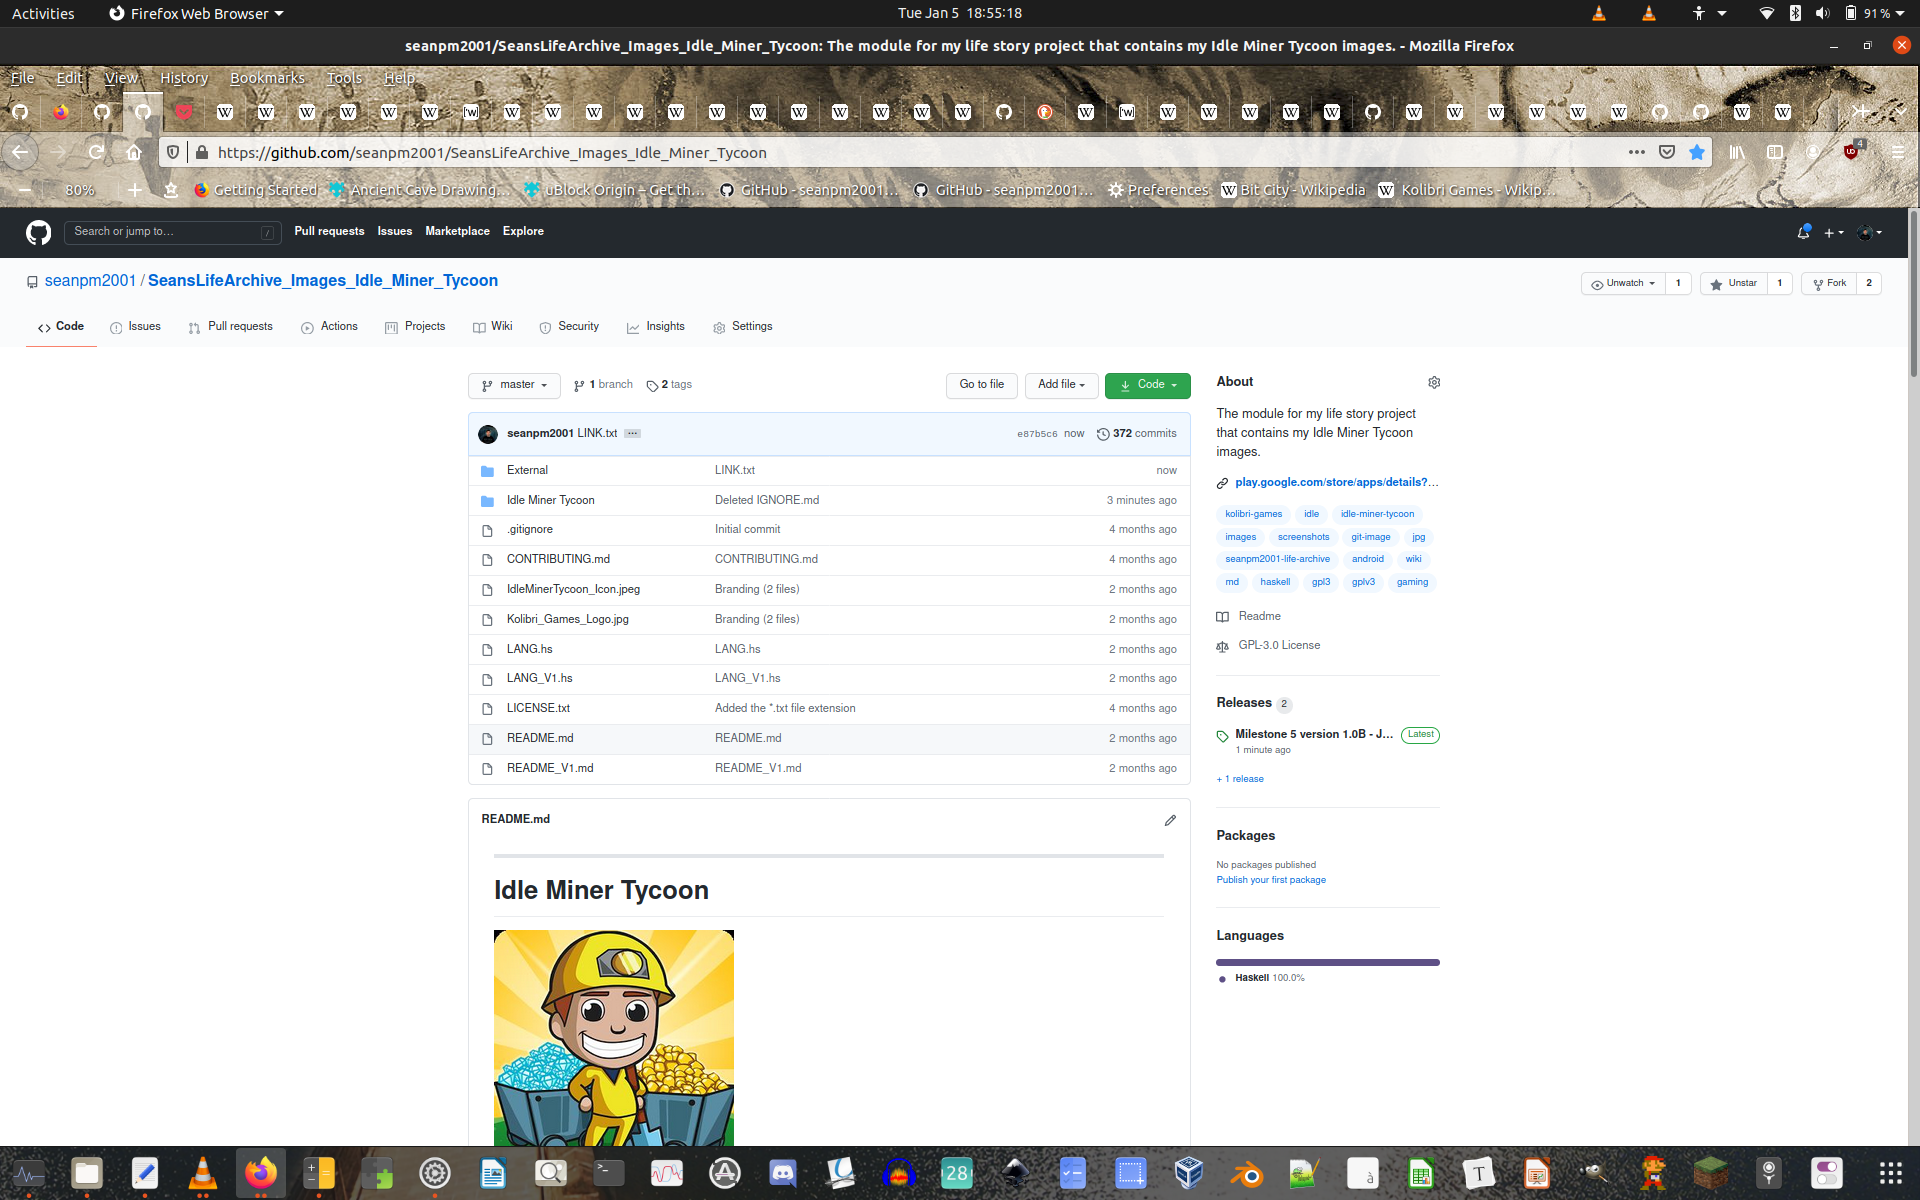 Activities Firefox Web Browser Tue Jan 5 18:55:18 91 %
seanpm2001/SeansLifeArchive_Images_Idle_Miner_Tycoon: The module for my life story project that contains my Idle Miner Tycoon images. - Mozilla Firefox
File Edit View History Bookmarks Tools Help
https://github.com/seanpm2001/SeansLifeArchive_Images_Idle_Miner_Tycoon
4
80% Getting Started Ancient Cave Drawing... uBlock Origin – Get th... GitHub - seanpm2001... GitHub - seanpm2001... Preferences Bit City - Wikipedia Kolibri Games - Wikip...
Search or jump to... / Pull requests Issues Marketplace Explore
seanpm2001 / SeansLifeArchive_Images_Idle_Miner_Tycoon
Unwatch 1 Unstar 1 Fork 2
Code Issues Pull requests Actions Projects Wiki Security Insights Settings
master 1 branch 2 tags Go to file Add file Code
seanpm2001 LINK.txt ... e87b5c6 now 372 commits
External LINK.txt now
Idle Miner Tycoon Deleted IGNORE.md 3 minutes ago
.gitignore Initial commit 4 months ago
CONTRIBUTING.md CONTRIBUTING.md 4 months ago
IdleMinerTycoon_Icon.jpeg Branding (2 files) 2 months ago
Kolibri_Games_Logo.jpg Branding (2 files) 2 months ago
LANG.hs LANG.hs 2 months ago
LANG_V1.hs LANG_V1.hs 2 months ago
LICENSE.txt Added the *.txt file extension 4 months ago
README.md README.md 2 months ago
README_V1.md README_V1.md 2 months ago
README.md
Idle Miner Tycoon
About
The module for my life story project
that contains my Idle Miner Tycoon
images.
play.google.com/store/apps/details?...
kolibri-games idle idle-miner-tycoon
images screenshots git-image jpg
seanpm2001-life-archive android wiki
md haskell gpl3 gplv3 gaming
Readme
GPL-3.0 License
Releases 2
Milestone 5 version 1.0B - J... Latest
1 minute ago
+ 1 release
Packages
No packages published
Publish your first package
Languages
Haskell 100.0%
28